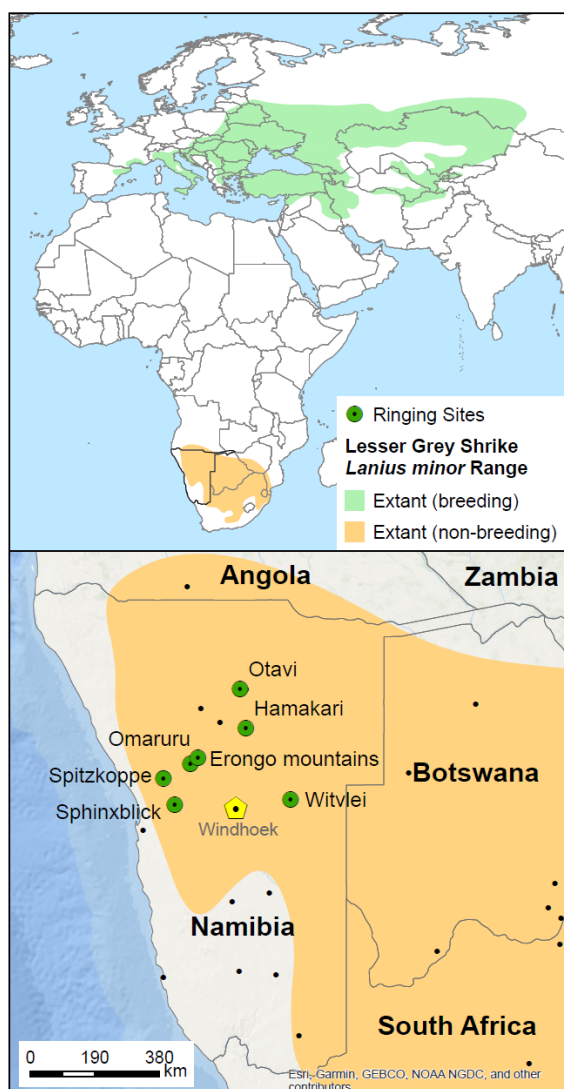 Ringing Sites
Lesser Grey Shrike
Lanius minor Range
Extant (breeding)
Extant (non-breeding)
Angola
Zambia
Otavi
Hamakari
Omaruru
Erongo mountains
Spitzkoppe
Botswana
Witvlei
Sphinxblick
Windhoek
Namibia
South Africa
0 190 380
km
Esri, Garmin, GEBCO, NOAA NGDC, and other
contributors